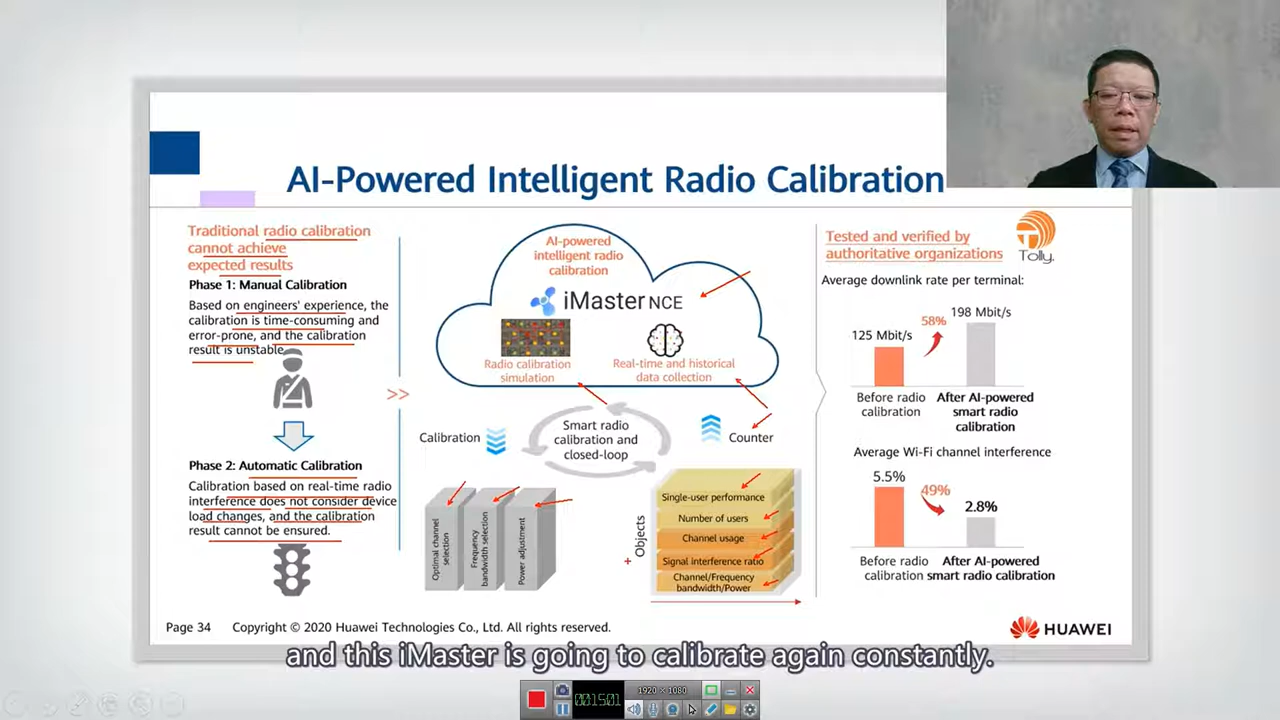 AI-Powered Intelligent Radio Calibration
Traditional radio calibration
cannot achieve
expected results
Phase 1: Manual Calibration
Based on engineers' experience, the
calibration is time-consuming and
error-prone, and the calibration
result is unstable.
Phase 2: Automatic Calibration
Calibration based on real-time radio
interference does not consider device
load changes, and the calibration
result cannot be ensured.
>>
AI-powered
intelligent radio
calibration
iMaster NCE
Radio calibration
simulation
Real-time and historical
data collection
Calibration
Smart radio
calibration and
closed-loop
Counter
Optimal channel
selection
Frequency
bandwidth selection
Power adjustment
Objects
Single-user performance
Number of users
Channel usage
Signal interference ratio
Channel/Frequency
bandwidth/Power
Tested and verified by
authoritative organizations
Tolly.
Average downlink rate per terminal:
125 Mbit/s
58%
198 Mbit/s
Before radio
calibration
After AI-powered
smart radio
calibration
Average Wi-Fi channel interference
5.5%
49%
2.8%
Before radio
calibration
After AI-powered
smart radio calibration
Page 34
Copyright © 2020 Huawei Technologies Co., Ltd. All rights reserved.
HUAWEI
and this iMaster is going to calibrate again constantly.
00:15:01
1920 × 1080